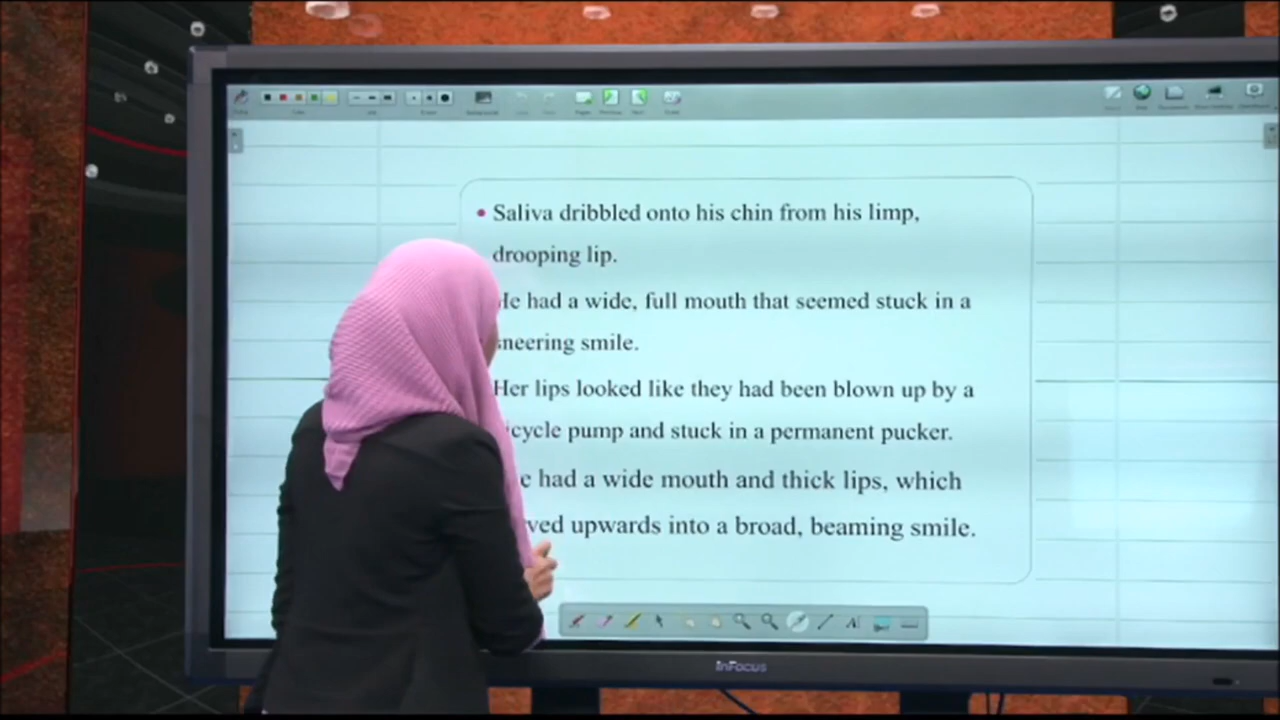 • Saliva dribbled onto his chin from his limp,
drooping lip.
He had a wide, full mouth that seemed stuck in a
sneering smile.
Her lips looked like they had been blown up by a
bicycle pump and stuck in a permanent pucker.
had a wide mouth and thick lips, which
upwards into a broad, beaming smile.
InFocus